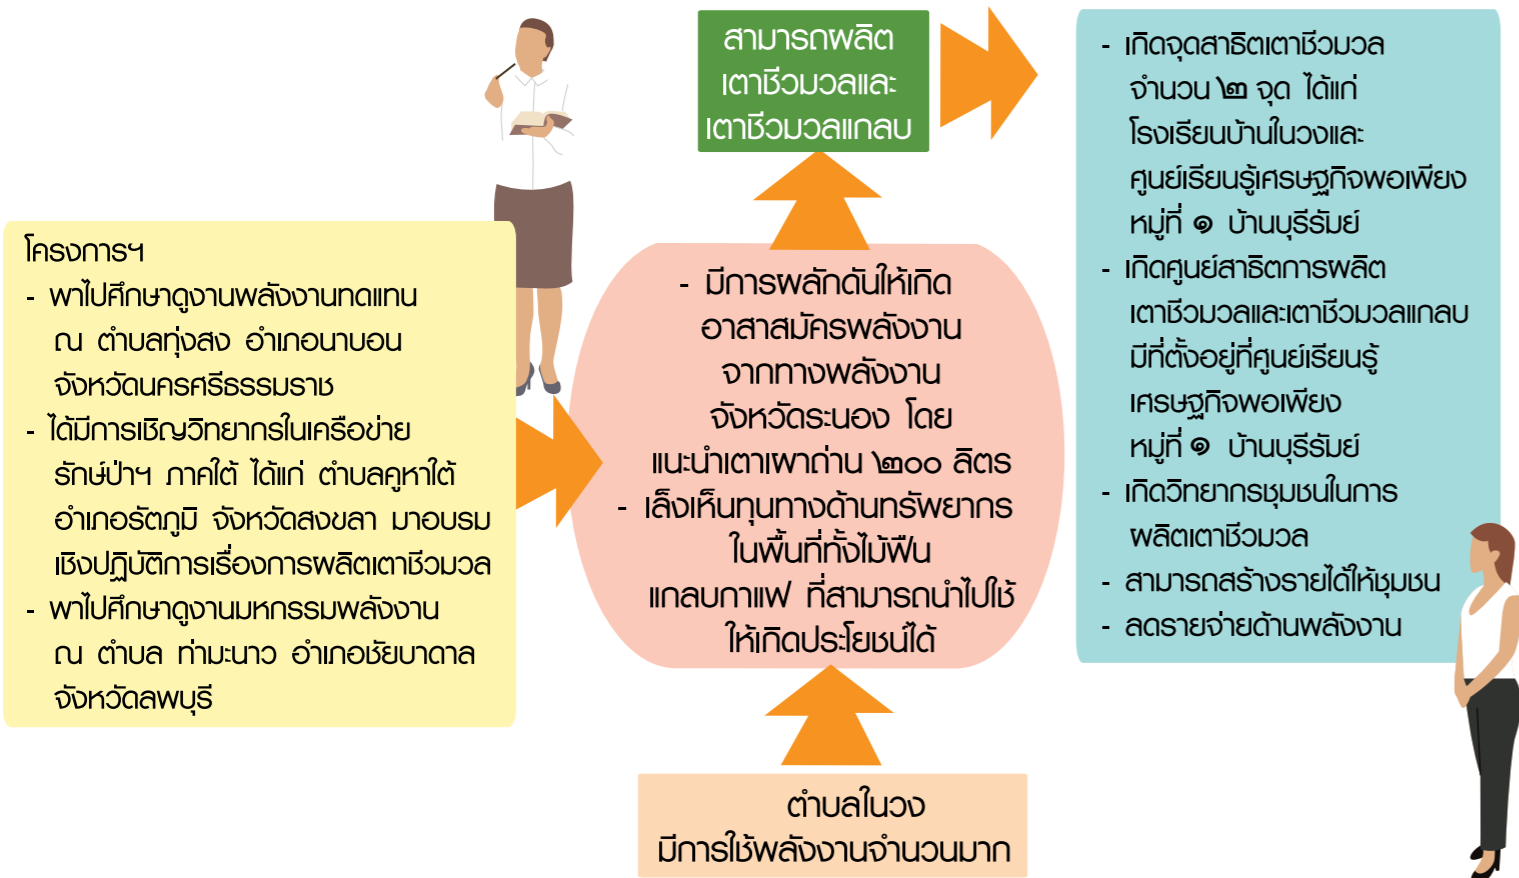 โครงการฯ
- พาไปศึกษาดูงานพลังงานทดแทน
ณ ตำบลทุ่งสง อำเภอนาบอน
จังหวัดนครศรีธรรมราช
- ได้มีการเชิญวิทยากรในเครือข่าย
รักษ์ป่าฯ ภาคใต้ ได้แก่ ตำบลคูหาใต้
อำเภอรัตภูมิ จังหวัดสงขลา มาอบรม
เชิงปฏิบัติการเรื่องการผลิตเตาชีวมวล
- พาไปศึกษาดูงานมหกรรมพลังงาน
ณ ตำบล ท่ามะนาว อำเภอชัยบาดาล
จังหวัดลพบุรี
สามารถผลิต
เตาชีวมวลและ
เตาชีวมวลแกลบ
- มีการผลักดันให้เกิด
อาสาสมัครพลังงาน
จากทางพลังงาน
จังหวัดระนอง โดย
แนะนำเตาเผาถ่าน ๒๐๐ ลิตร
- เล็งเห็นทุนทางด้านทรัพยากร
ในพื้นที่ทั้งไม้ฟืน
แกลบกาแฟ ที่สามารถนำไปใช้
ให้เกิดประโยชน์ได้
ตำบลในวง
มีการใช้พลังงานจำนวนมาก
- เกิดจุดสาธิตเตาชีวมวล
จำนวน ๒ จุด ได้แก่
โรงเรียนบ้านในวงและ
ศูนย์เรียนรู้เศรษฐกิจพอเพียง
หมู่ที่ ๑ บ้านบุรีรัมย์
- เกิดศูนย์สาธิตการผลิต
เตาชีวมวลและเตาชีวมวลแกลบ
มีที่ตั้งอยู่ที่ศูนย์เรียนรู้
เศรษฐกิจพอเพียง
หมู่ที่ ๑ บ้านบุรีรัมย์
- เกิดวิทยากรชุมชนในการ
ผลิตเตาชีวมวล
- สามารถสร้างรายได้ให้ชุมชน
- ลดรายจ่ายด้านพลังงาน